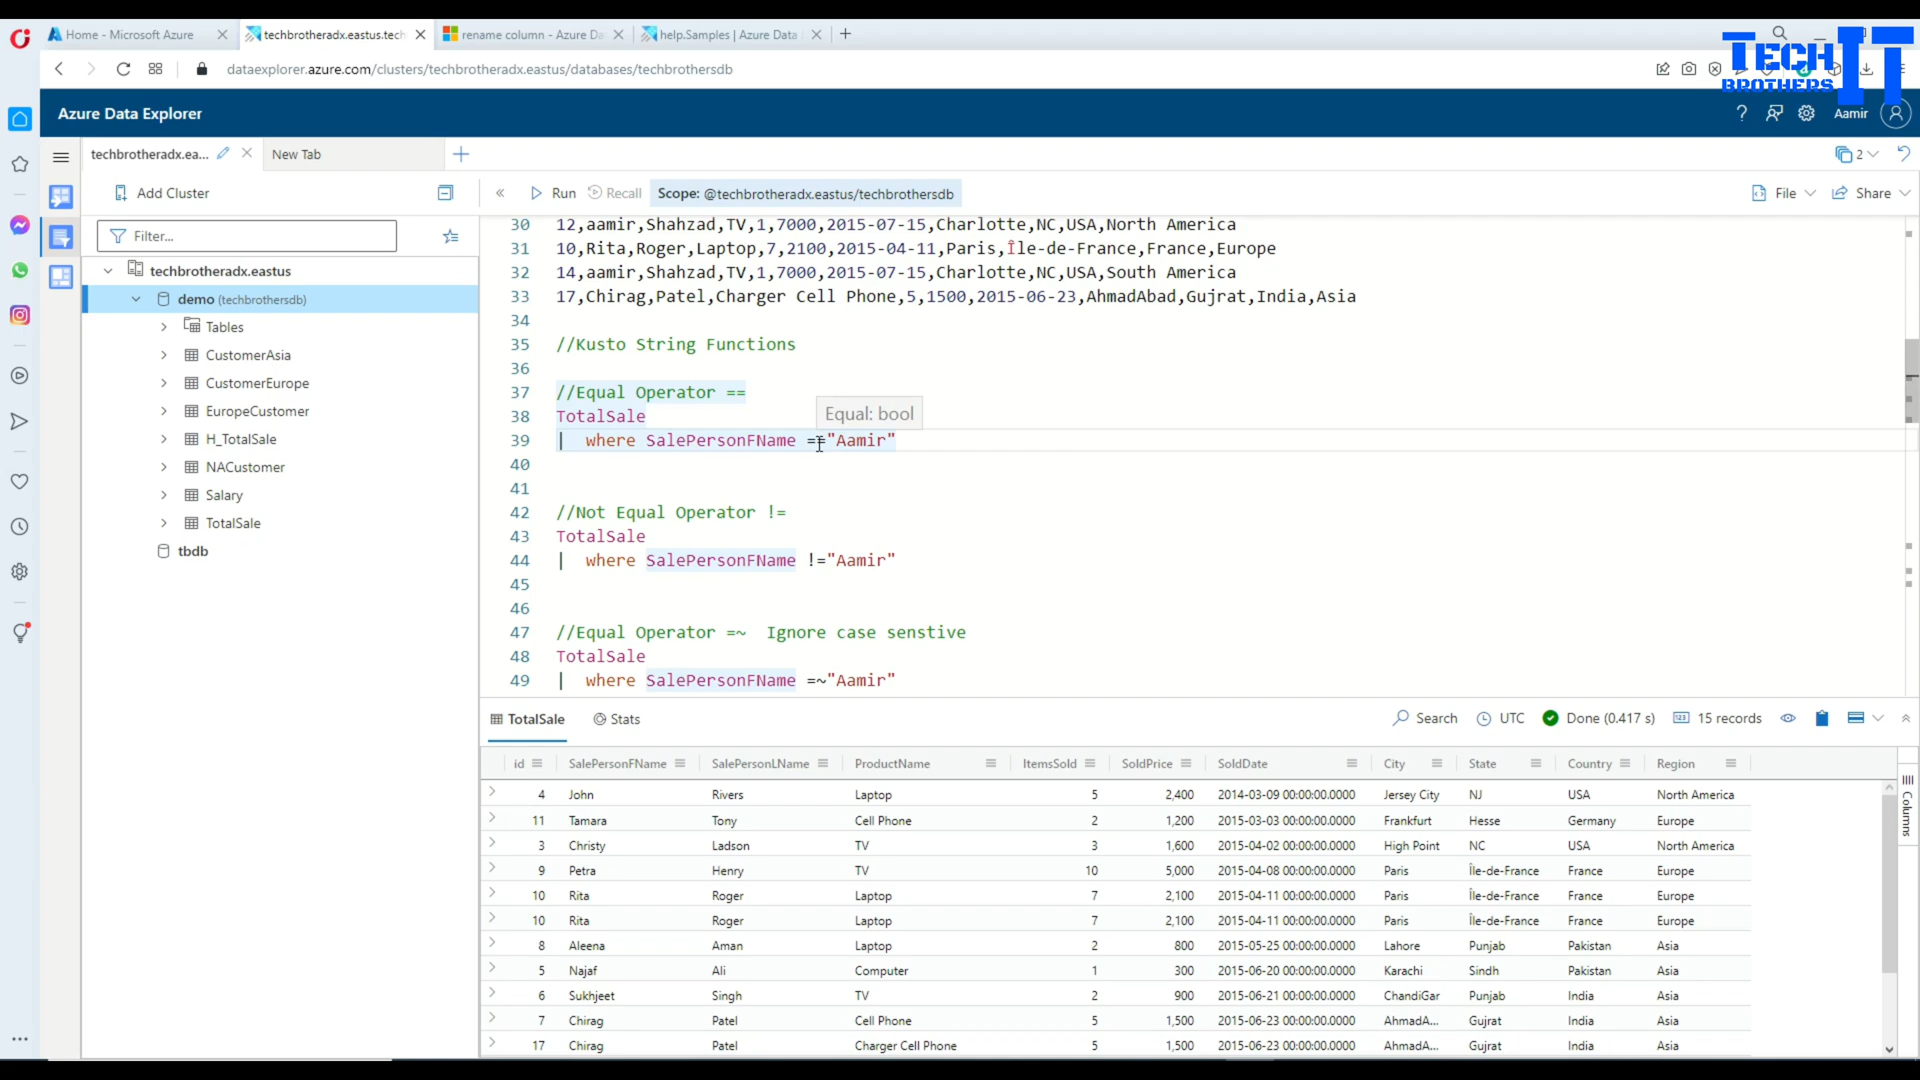 Home - Microsoft Azure
techbrotheradx.eastus.tech
rename column - Azure Da
help.Samples | Azure Data
dataexplorer.azure.com/clusters/techbrotheradx.eastus/databases/techbrothersdb
TECH
BROTHERS
IT
Azure Data Explorer
Aamir
techbrotheradx.ea...
New Tab
2
Add Cluster
Run
Recall
Scope: @techbrotheradx.eastus/techbrothersdb
File
Share
Filter...
techbrotheradx.eastus
demo (techbrothersdb)
Tables
CustomerAsia
CustomerEurope
EuropeCustomer
H_TotalSale
NACustomer
Salary
TotalSale
tbdb
30 12,aamir,Shahzad,TV,1,7000,2015-07-15,Charlotte,NC,USA,North America
31 10,Rita,Roger,Laptop,7,2100,2015-04-11,Paris,Île-de-France,France,Europe
32 14,aamir,Shahzad,TV,1,7000,2015-07-15,Charlotte,NC,USA,South America
33 17,Chirag,Patel,Charger Cell Phone,5,1500,2015-06-23,AhmadAbad,Gujrat,India,Asia
34
35 //Kusto String Functions
36
37 //Equal Operator ==
38 TotalSale
Equal: bool
39 | where SalePersonFName =="Aamir"
40
41
42 //Not Equal Operator !=
43 TotalSale
44 | where SalePersonFName !="Aamir"
45
46
47 //Equal Operator =~ Ignore case senstive
48 TotalSale
49 | where SalePersonFName =~"Aamir"
TotalSale Stats Search UTC Done (0.417 s) 15 records
id SalePersonFName SalePersonLName ProductName ItemsSold SoldPrice SoldDate City State Country Region
4 John Rivers Laptop 5 2,400 2014-03-09 00:00:00.0000 Jersey City NJ USA North America
11 Tamara Tony Cell Phone 2 1,200 2015-03-03 00:00:00.0000 Frankfurt Hesse Germany Europe
3 Christy Ladson TV 3 1,600 2015-04-02 00:00:00.0000 High Point NC USA North America
9 Petra Henry TV 10 5,000 2015-04-08 00:00:00.0000 Paris Île-de-France France Europe
10 Rita Roger Laptop 7 2,100 2015-04-11 00:00:00.0000 Paris Île-de-France France Europe
10 Rita Roger Laptop 7 2,100 2015-04-11 00:00:00.0000 Paris Île-de-France France Europe
8 Aleena Aman Laptop 2 800 2015-05-25 00:00:00.0000 Lahore Punjab Pakistan Asia
5 Najaf Ali Computer 1 300 2015-06-20 00:00:00.0000 Karachi Sindh Pakistan Asia
6 Sukhjeet Singh TV 2 900 2015-06-21 00:00:00.0000 ChandiGar Punjab India Asia
7 Chirag Patel Cell Phone 5 1,500 2015-06-23 00:00:00.0000 AhmadA... Gujrat India Asia
17 Chirag Patel Charger Cell Phone 5 1,500 2015-06-23 00:00:00.0000 AhmadA... Gujrat India Asia
Columns